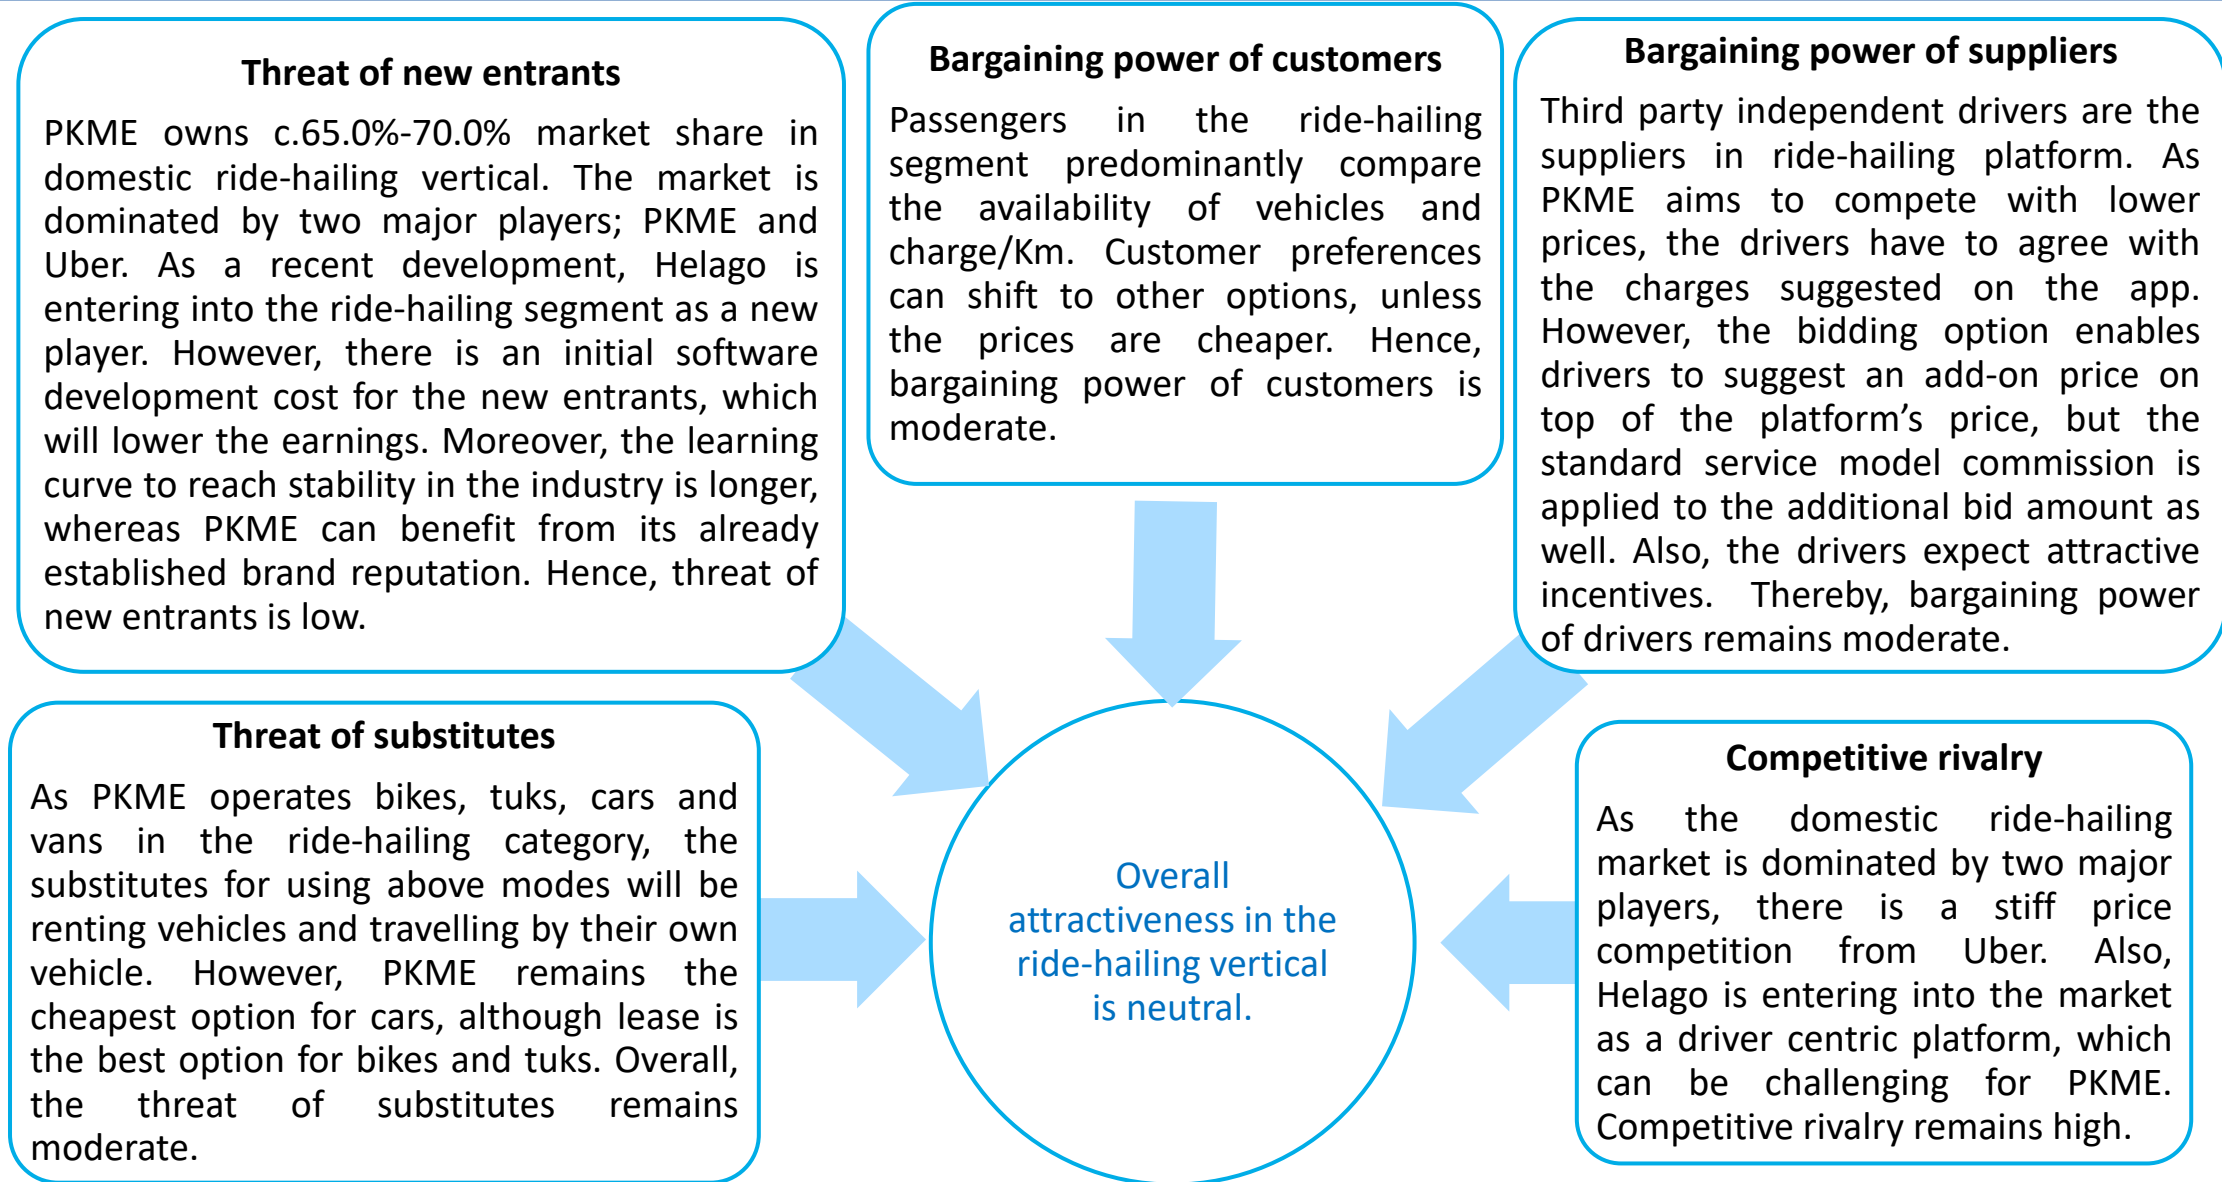 Threat of new entrants
PKME owns c.65.0%-70.0% market share in
domestic ride-hailing vertical. The market is
dominated by two major players; PKME and
Uber. As a recent development, Helago is
entering into the ride-hailing segment as a new
player. However, there is an initial software
development cost for the new entrants, which
will lower the earnings. Moreover, the learning
curve to reach stability in the industry is longer,
whereas PKME can benefit from its already
established brand reputation. Hence, threat of
new entrants is low.
Bargaining power of customers
Passengers in the ride-hailing
segment predominantly compare
the availability of vehicles and
charge/Km. Customer preferences
can shift to other options, unless
the prices are cheaper. Hence,
bargaining power of customers is
moderate.
Bargaining power of suppliers
Third party independent drivers are the
suppliers in ride-hailing platform. As
PKME aims to compete with lower
prices, the drivers have to agree with
the charges suggested on the app.
However, the bidding option enables
drivers to suggest an add-on price on
top of the platform’s price, but the
standard service model commission is
applied to the additional bid amount as
well. Also, the drivers expect attractive
incentives. Thereby, bargaining power
of drivers remains moderate.
Threat of substitutes
As PKME operates bikes, tuks, cars and
vans in the ride-hailing category, the
substitutes for using above modes will be
renting vehicles and travelling by their own
vehicle. However, PKME remains the
cheapest option for cars, although lease is
the best option for bikes and tuks. Overall,
the threat of substitutes remains
moderate.
Overall
attractiveness in the
ride-hailing vertical
is neutral.
Competitive rivalry
As the domestic ride-hailing
market is dominated by two major
players, there is a stiff price
competition from Uber. Also,
Helago is entering into the market
as a driver centric platform, which
can be challenging for PKME.
Competitive rivalry remains high.